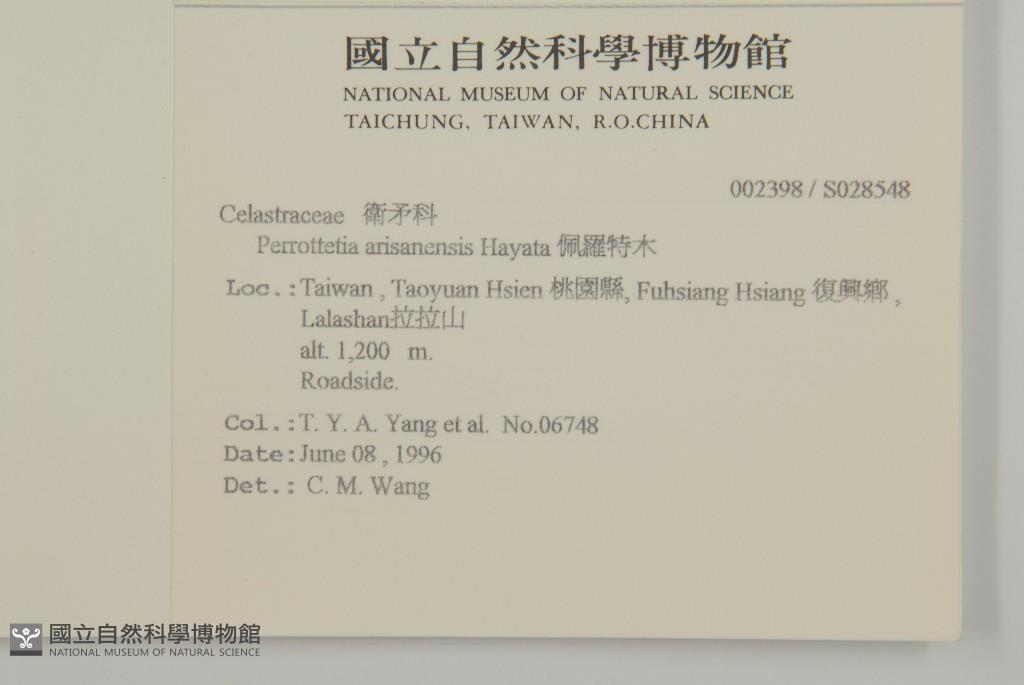 國立自然科學博物館
NATIONAL MUSEUM OF NATURAL SCIENCE
TAICHUNG, TAIWAN, R.O.CHINA
002398 / S028548
Celastraceae 衛矛科
Perrottetia arisanensis Hayata 佩羅特木
Loc.:Taiwan , Taoyuan Hsien 桃園縣, Fuhsiang Hsiang 復興鄉 ,
Lalashan拉拉山
alt. 1,200 m.
Roadside.
Col.:T. Y. A. Yang et al. No.06748
Date:June 08 , 1996
Det.: C. M. Wang
國立自然科學博物館
NATIONAL MUSEUM OF NATURAL SCIENCE